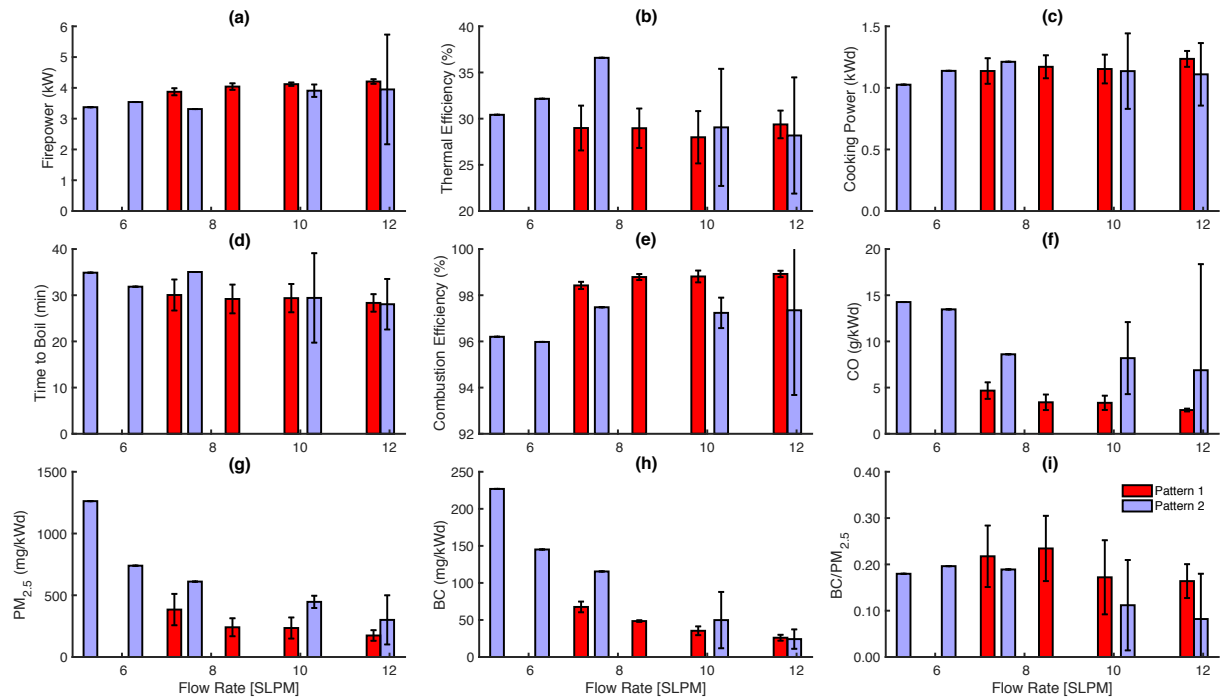 (a)
Firepower (kW)
6
5
4
3
2
1
0
6 8 10 12
(b)
Thermal Efficiency (%)
40
35
30
25
20
6 8 10 12
(c)
Cooking Power (kWd)
1.5
1.0
0.5
0.0
6 8 10 12
(d)
Time to Boil (min)
40
30
20
10
0
6 8 10 12
(e)
Combustion Efficiency (%)
100
98
96
94
92
6 8 10 12
(f)
CO (g/kWd)
20
15
10
5
0
6 8 10 12
(g)
PM2.5 (mg/kWd)
1500
1000
500
0
6 8 10 12
Flow Rate [SLPM]
(h)
BC (mg/kWd)
250
200
150
100
50
0
6 8 10 12
Flow Rate [SLPM]
(i)
BC/PM2.5
0.40
0.30
0.20
0.10
0.00
Pattern 1
Pattern 2
6 8 10 12
Flow Rate [SLPM]